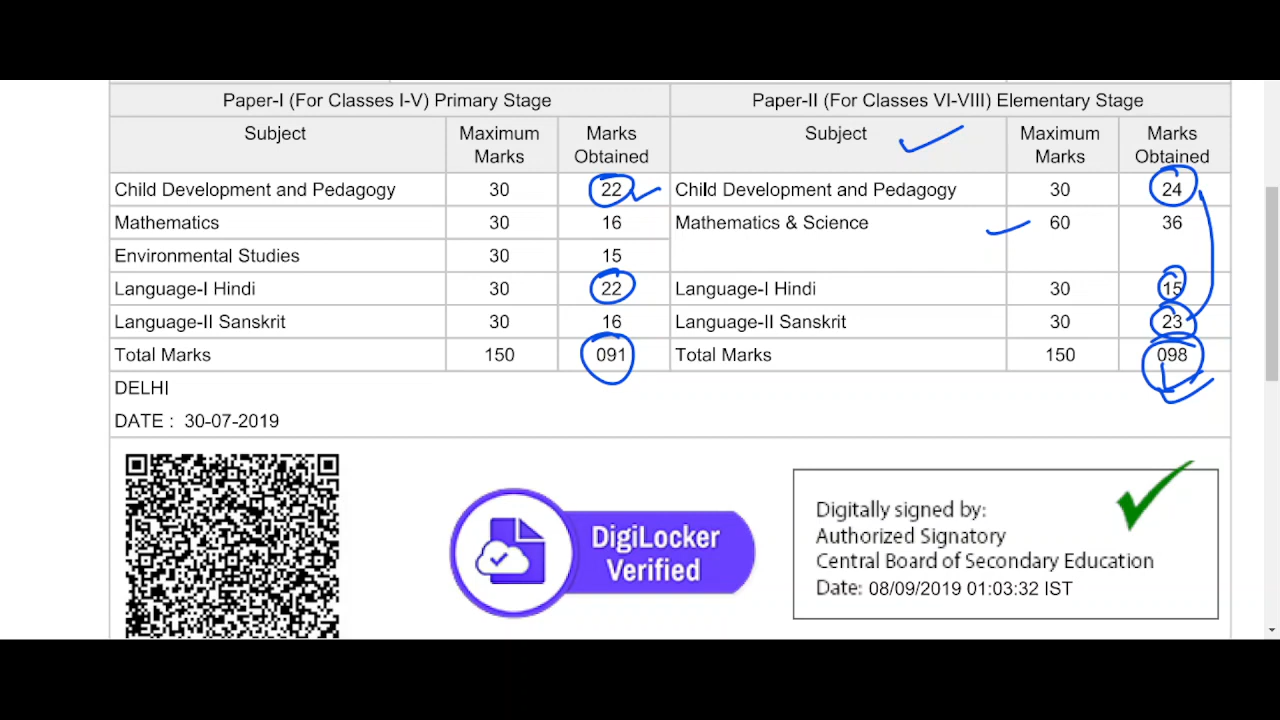 Paper-I (For Classes I-V) Primary Stage Paper-II (For Classes VI-VIII) Elementary Stage
Subject Maximum Marks Marks Obtained Subject Maximum Marks Marks Obtained
Child Development and Pedagogy 30 22 Child Development and Pedagogy 30 24
Mathematics 30 16 Mathematics & Science 60 36
Environmental Studies 30 15
Language-I Hindi 30 22 Language-I Hindi 30 15
Language-II Sanskrit 30 16 Language-II Sanskrit 30 23
Total Marks 150 091 Total Marks 150 098
DELHI
DATE : 30-07-2019
DigiLocker
Verified
Digitally signed by:
Authorized Signatory
Central Board of Secondary Education
Date: 08/09/2019 01:03:32 IST